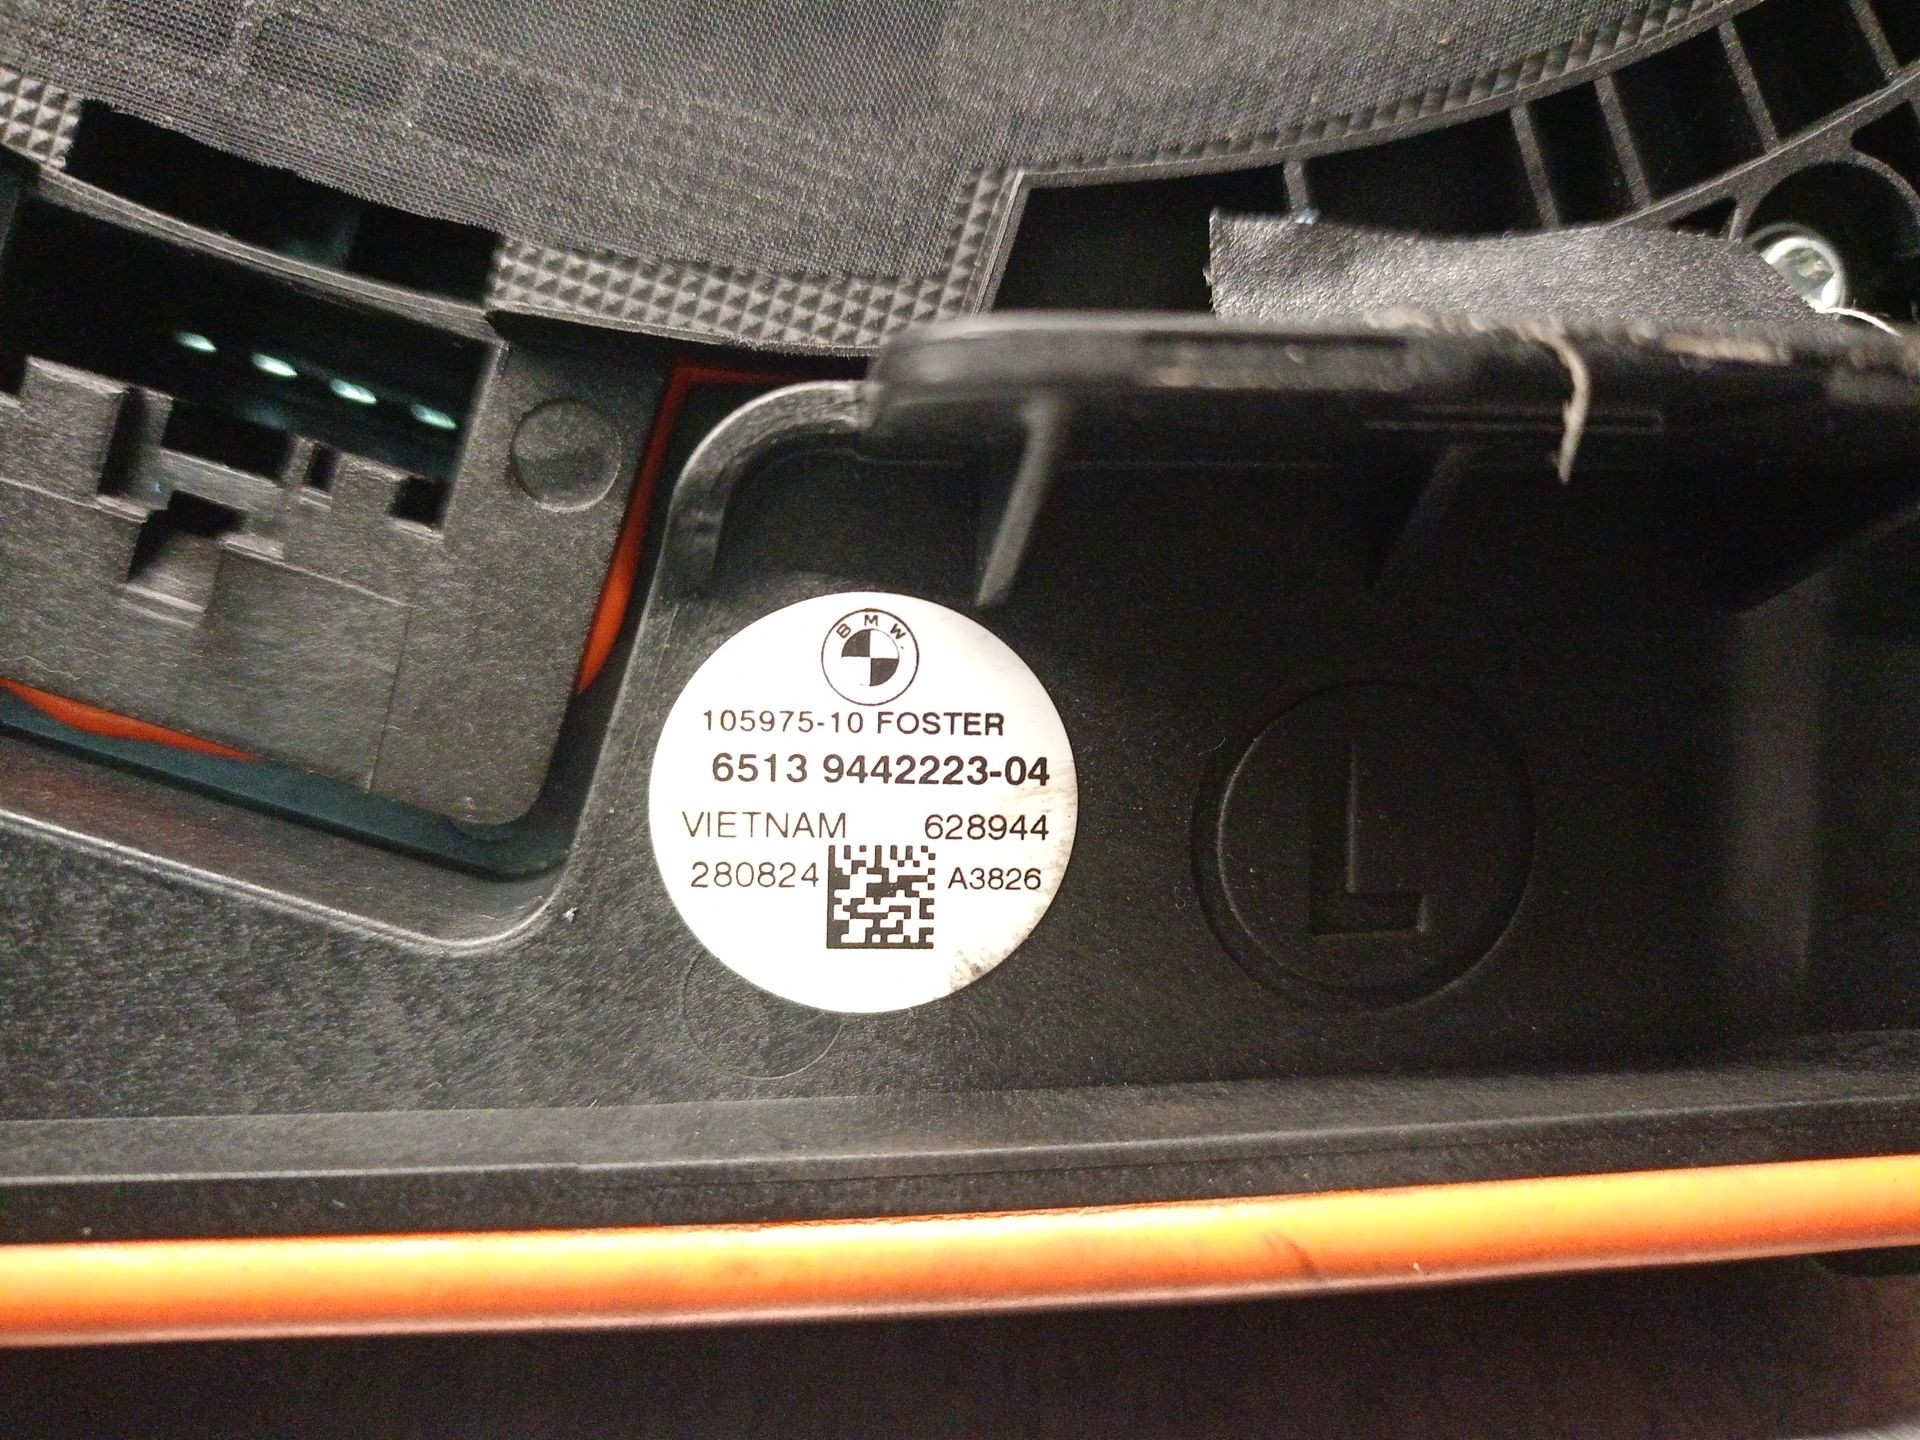 BMW
105975-10 FOSTER
6513 9442223-04
VIETNAM 628944
280824 A3826
L